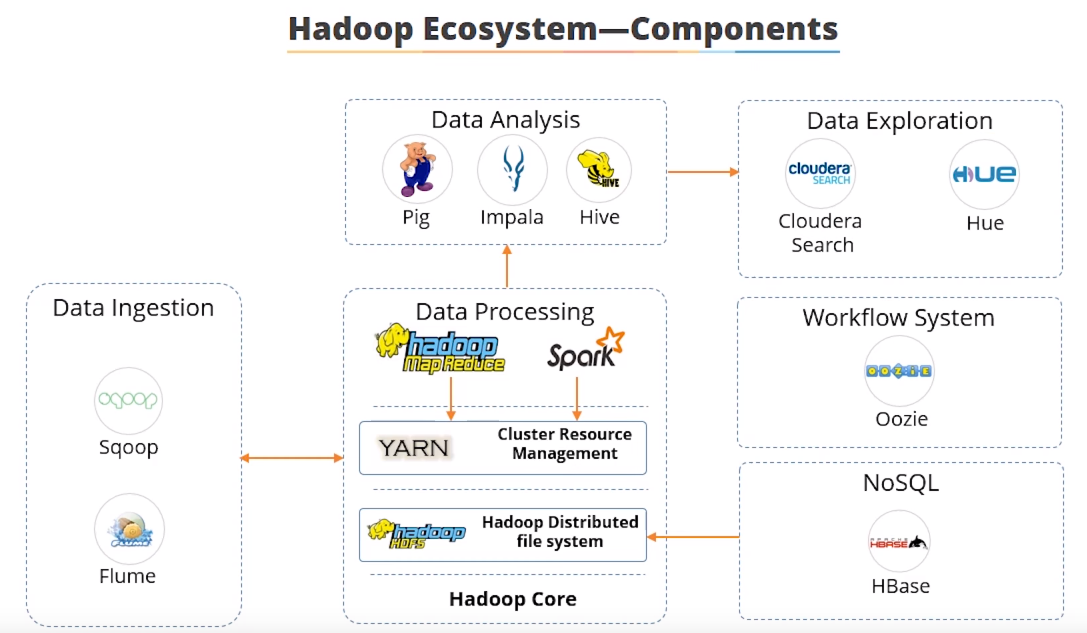 Hadoop Ecosystem—Components
Data Analysis
HIVE
Pig
Impala
Hive
Data Exploration
cloudera
SEARCH
HUE
Cloudera
Search
Hue
Data Ingestion
sqoop
Sqoop
Flume
Flume
Data Processing
hadoop
Map Reduce
Spark
YARN
Cluster Resource
Management
hadoop
HDFS
Hadoop Distributed
file system
Hadoop Core
Workflow System
OOZIE
Oozie
NoSQL
APACHE
HBASE
HBase